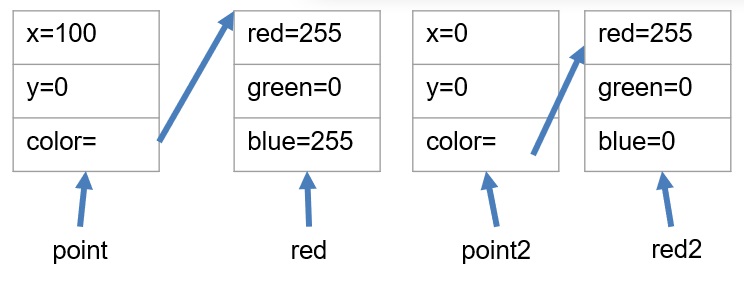 x=100
y=0
color=
red=255
green=0
blue=255
x=0
y=0
color=
red=255
green=0
blue=0
point
red
point2
red2